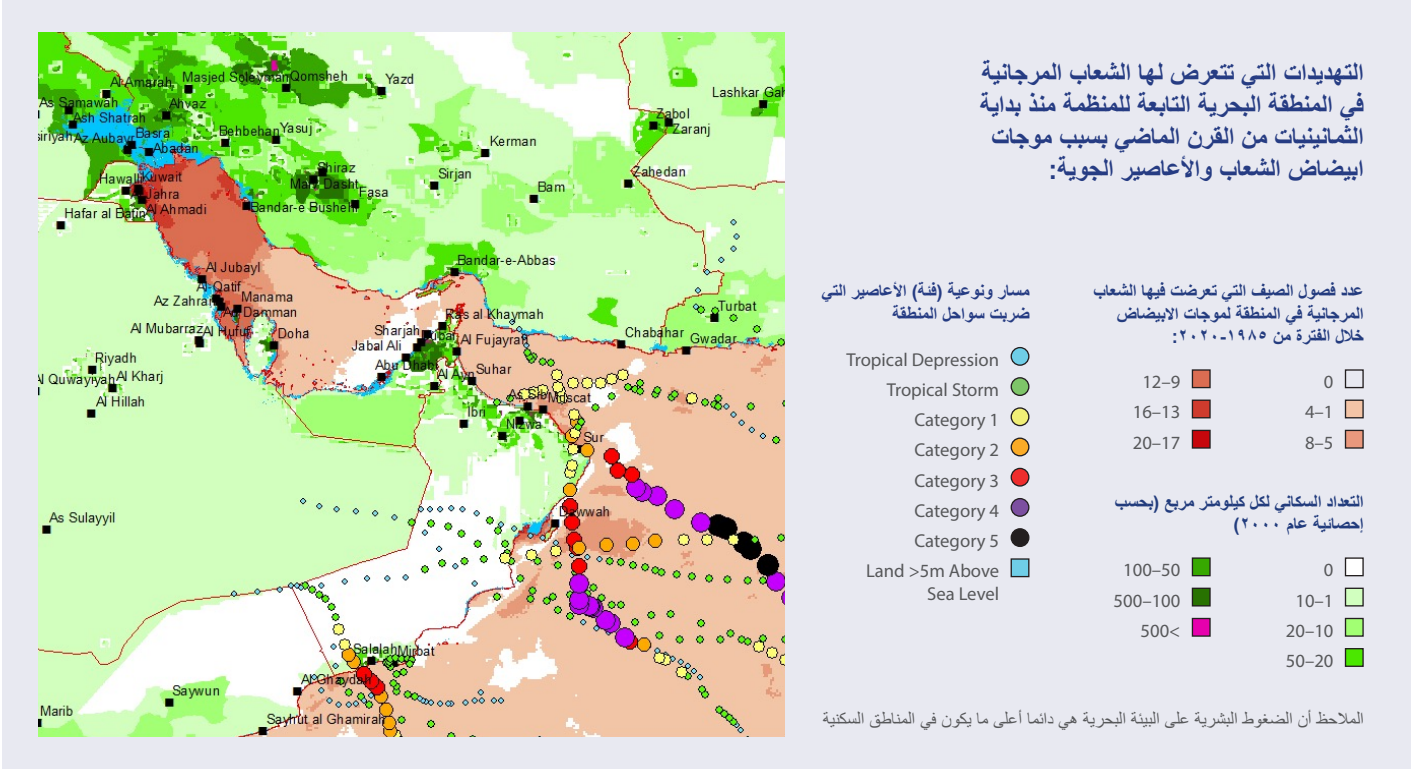 التهديدات التي تتعرض لها الشعاب المرجانية
في المنطقة البحرية التابعة للمنظمة منذ بداية
الثمانينيات من القرن الماضي بسبب موجات
ابيضاض الشعاب والأعاصير الجوية:
عدد فصول الصيف التي تعرضت فيها الشعاب
المرجانية في المنطقة لموجات الابيضاض
خلال الفترة من ١٩٨٥-٢٠٢٠:
0
4–1
8–5
12–9
16–13
20–17
التعداد السكاني لكل كيلومتر مربع (بحسب
إحصائية عام ٢٠٠٠)
0
10–1
20–10
50–20
100–50
500–100
500<
مسار ونوعية (فئة) الأعاصير التي
ضربت سواحل المنطقة
Tropical Depression
Tropical Storm
Category 1
Category 2
Category 3
Category 4
Category 5
Land >5m Above
Sea Level
الملاحظ أن الضغوط البشرية على البيئة البحرية هي دائما أعلى ما يكون في المناطق السكنية
Al Amarah
Masjed Soleyman
Qomsheh
Yazd
Lashkar Gah
As Samawah
Ahvaz
Ash Shatrah
Zabol
Zaranj
Az Aubayr
Basra
Behbehan
Yasuj
Kerman
Abadan
Shiraz
Hawalli
Kuwait
Marv Dasht
Sirjan
Zahedan
Jahra
Fasa
Bam
Hafar al Batin
Al Ahmadi
Bandar-e Bushehr
Al Jubayl
Bandar-e-Abbas
Al-Qatif
Az Zahran
Manama
Ad Damman
Ras al Khaymah
Turbat
Al Mubarraz
Al Hufuf
Doha
Sharjah
Dubai
Chabahar
Jabal Ali
Al Fujayrah
Gwadar
Riyadh
Abu Dhabi
Suhar
Al Quwayiyah
Al Kharj
Al Ayn
Al Hillah
As Sib
Muscat
Ibri
Nizwa
Sur
As Sulayyil
Dawwah
Salalah
Mirbat
Al Ghaydah
Saywun
Marib
Sayhut al Ghamirah